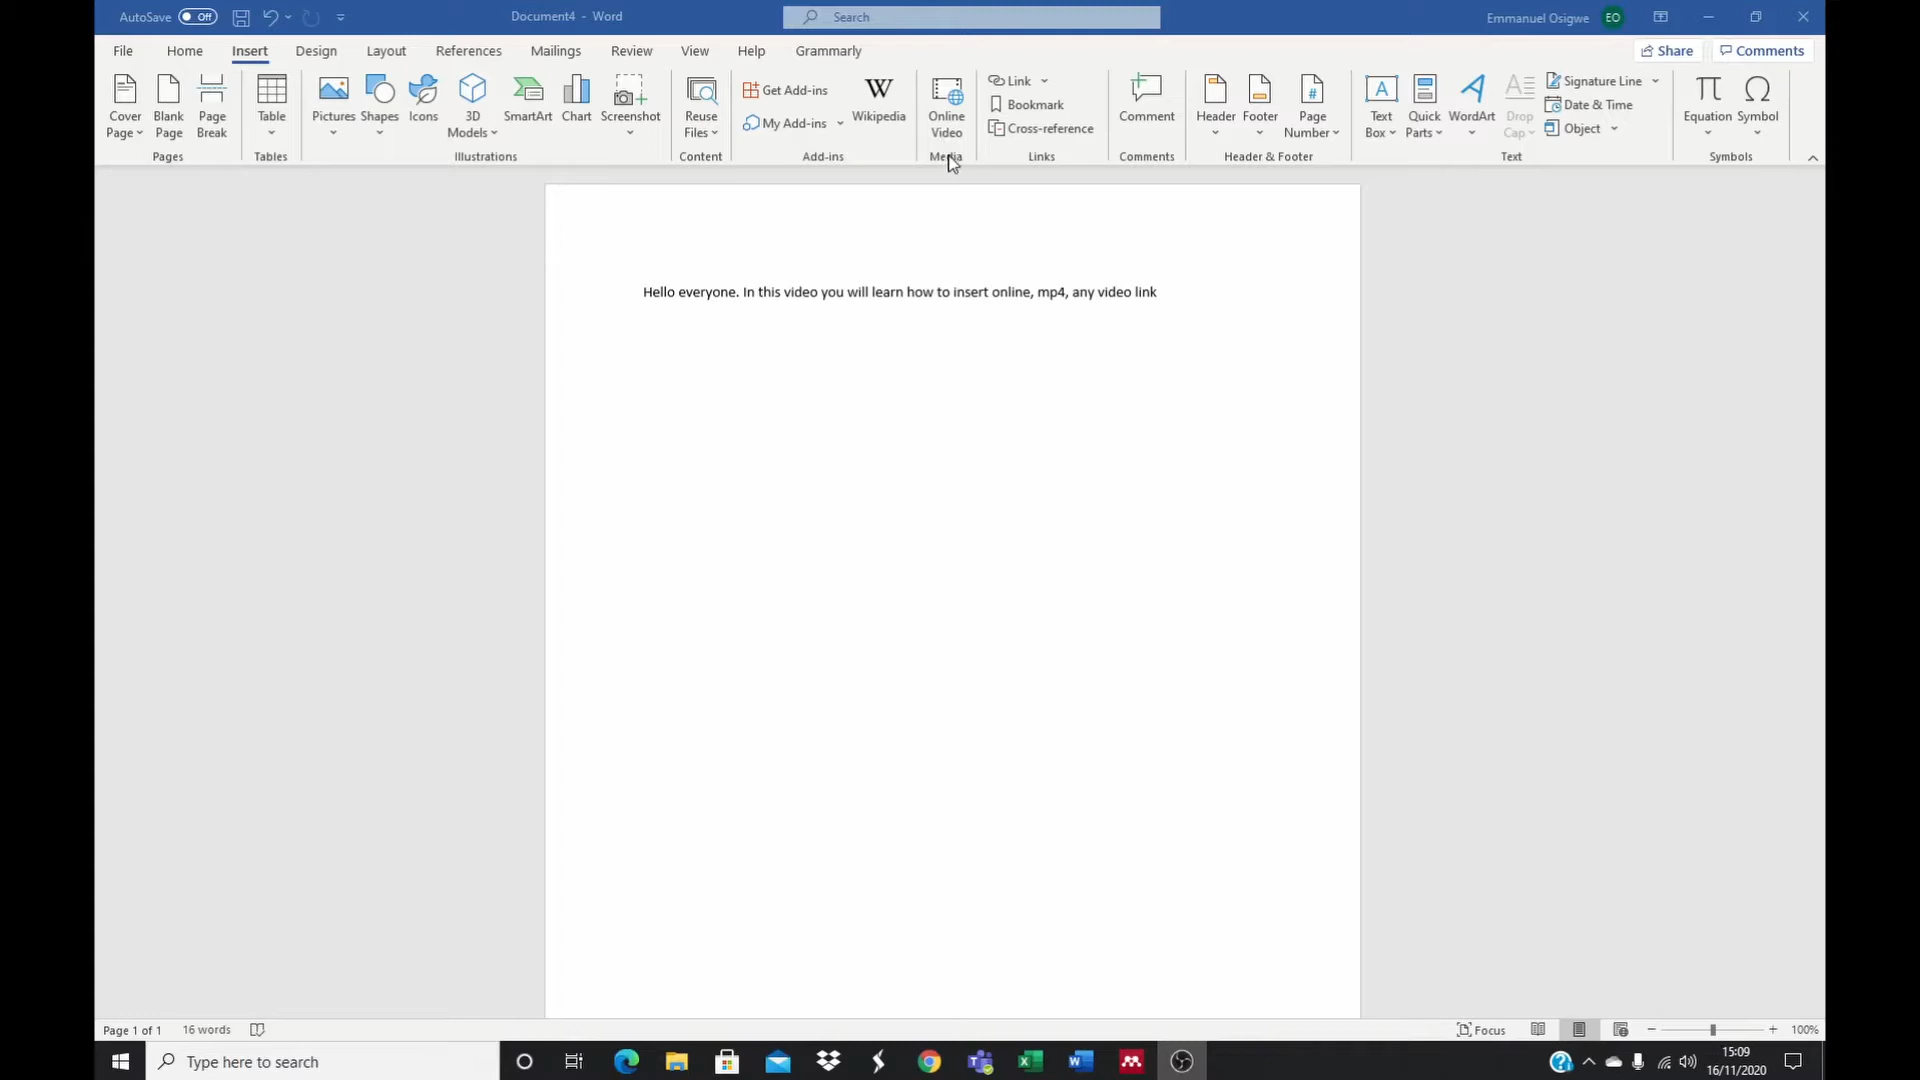 AutoSave Off Document4 - Word Search Emmanuel Osigwe EO
File Home Insert Design Layout References Mailings Review View Help Grammarly Share Comments
Cover Page
Blank Page
Page Break
Pages
Table
Tables
Pictures
Shapes
Icons
3D Models
SmartArt
Chart
Screenshot
Illustrations
Reuse Files
Content
Get Add-ins
My Add-ins
Wikipedia
Add-ins
Online Video
Media
Link
Bookmark
Cross-reference
Links
Comment
Comments
Header
Footer
Page Number
Header & Footer
Text Box
Quick Parts
WordArt
Drop Cap
Signature Line
Date & Time
Object
Text
Equation
Symbol
Symbols
Hello everyone. In this video you will learn how to insert online, mp4, any video link
Page 1 of 1 16 words Focus 100%
Type here to search 15:09
16/11/2020